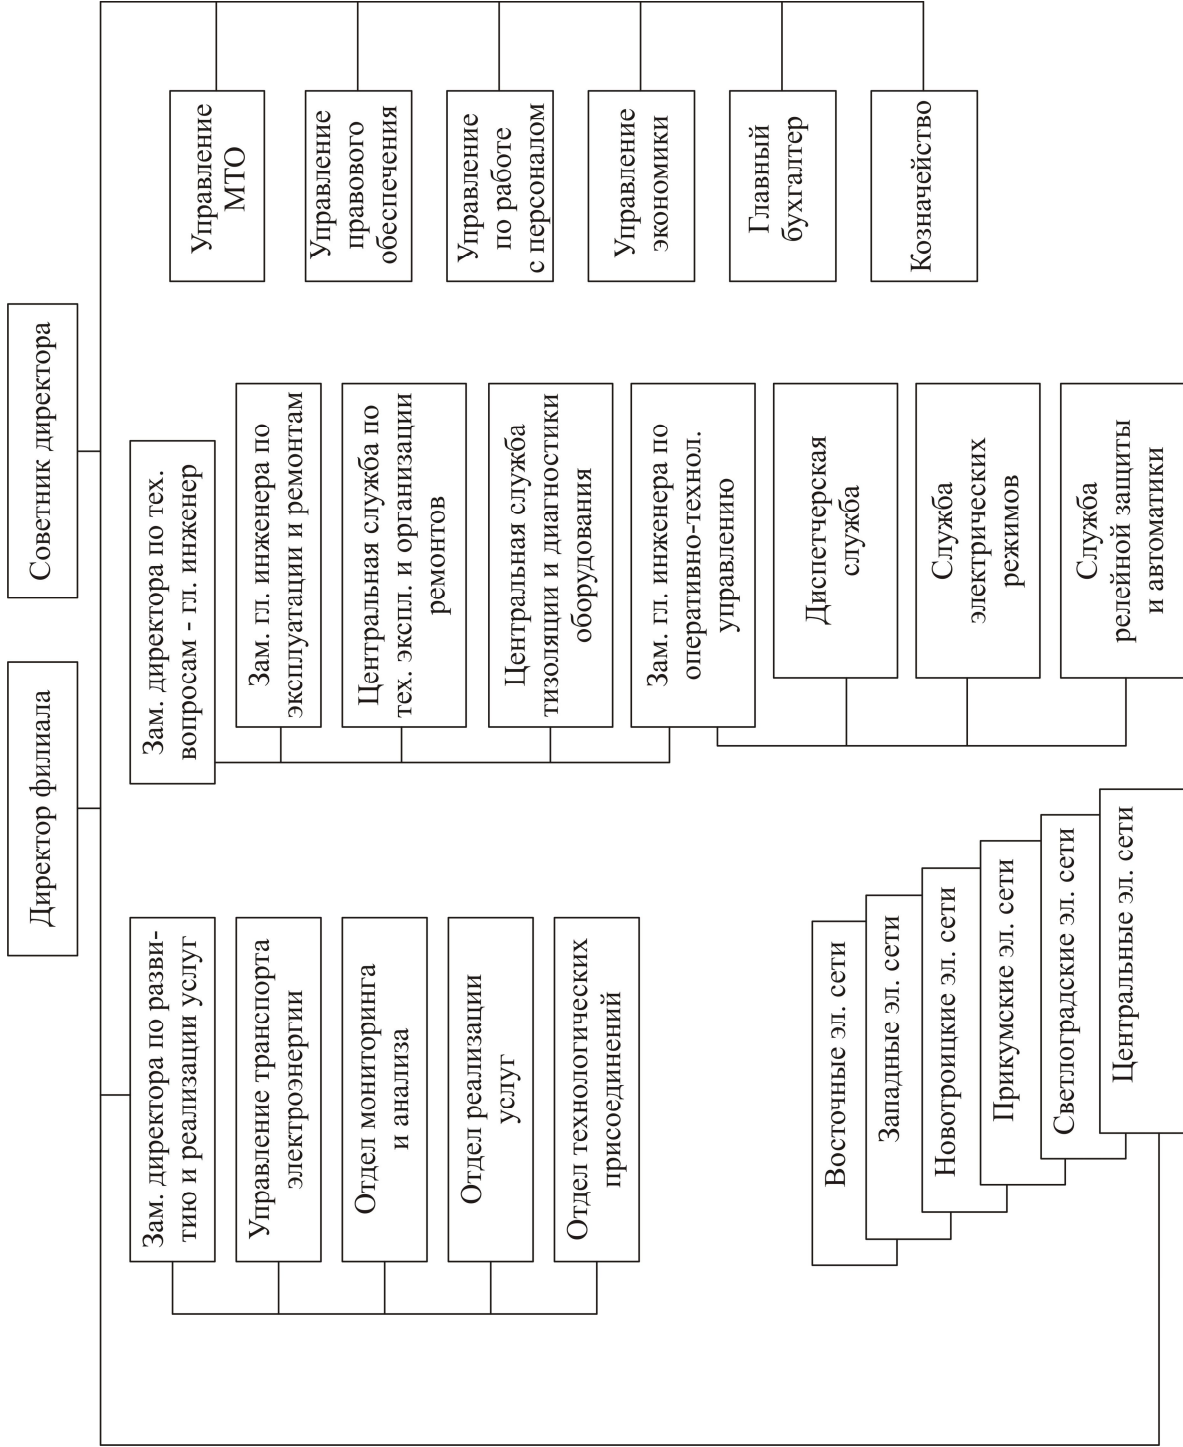 Директор филиала
Советник директора
Зам. директора по разви-
тию и реализации услуг
Управление транспорта
электроэнергии
Отдел мониторинга
и анализа
Отдел реализации
услуг
Отдел технологических
присоединений
Восточные эл. сети
Западные эл. сети
Новотроицкие эл. сети
Прикумские эл. сети
Светлоградские эл. сети
Центральные эл. сети
Зам. директора по тех.
вопросам - гл. инженер
Зам. гл. инженера по
эксплуатации и ремонтам
Центральная служба по
тех. экспл. и организации
ремонтов
Центральная служба
тизоляции и диагностики
оборудования
Зам. гл. инженера по
оперативно-технол.
управлению
Диспетчерская
служба
Служба
электрических
режимов
Служба
релейной защиты
и автоматики
Управление
МТО
Управление
правового
обеспечения
Управление
по работе
с персоналом
Управление
экономики
Главный
бухгалтер
Козначейство